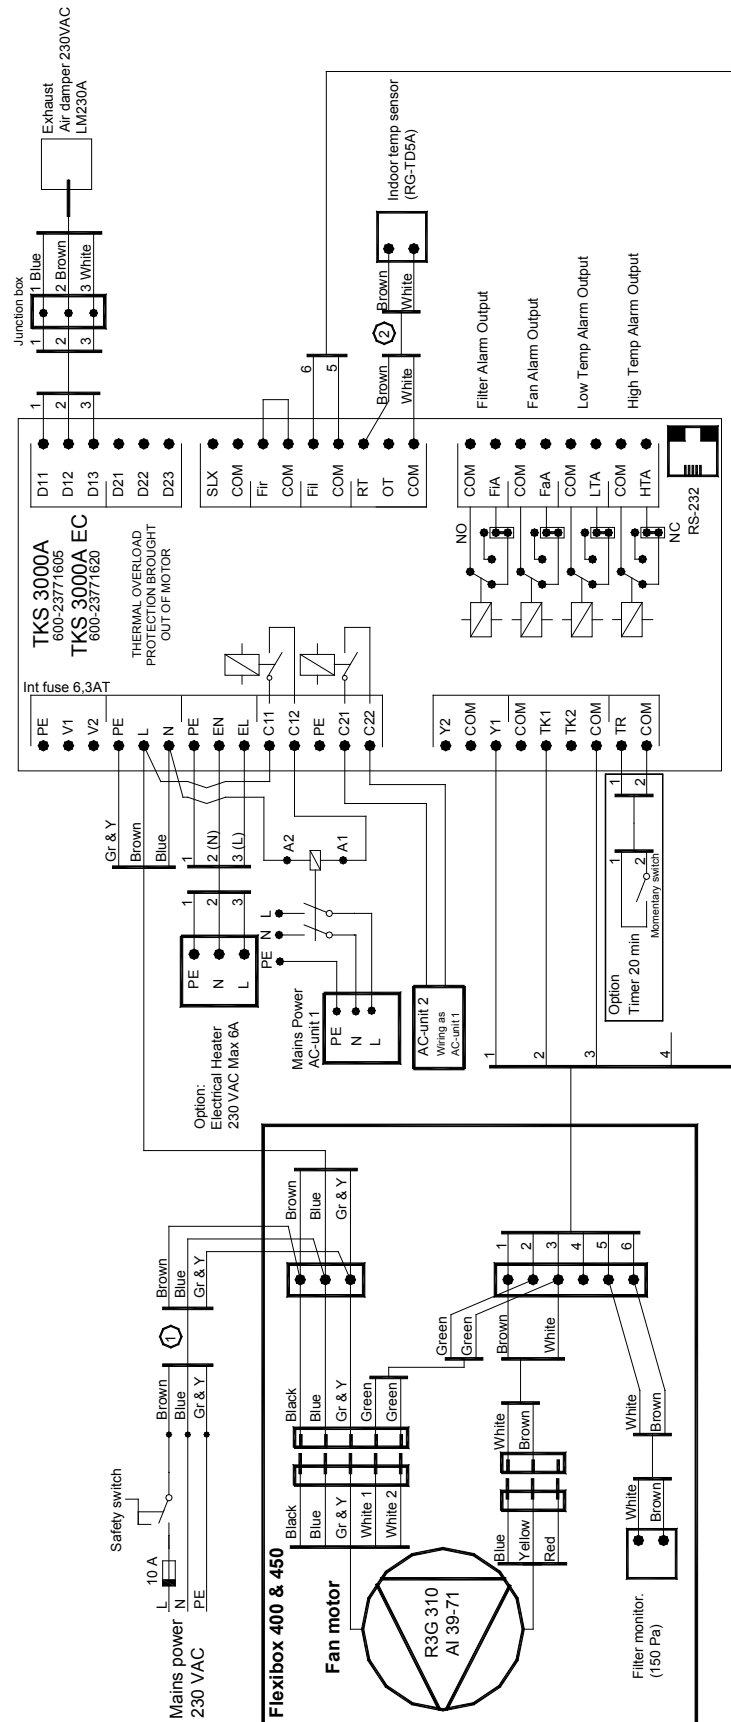 Exhaust
Air damper 230VAC
LM230A
Junction box
1 Blue
2 Brown
3 White
1
2
3
1
2
3
D11
D12
D13
D21
D22
D23
TKS 3000A
600-23771605
TKS 3000A EC
600-23771620
THERMAL OVERLOAD
PROTECTION BROUGHT
OUT OF MOTOR
Int fuse 6,3AT
SLX
COM
Fir
COM
Fil
COM
RT
OT
COM
6
5
Brown
White
2
Brown
White
Indoor temp sensor
(RG-TD5A)
Filter Alarm Output
Fan Alarm Output
Low Temp Alarm Output
High Temp Alarm Output
COM
FiA
COM
FaA
COM
LTA
COM
HTA
NO
NC
RS-232
PE
V1
V2
PE
L
N
PE
EN
EL
C11
C12
PE
C21
C22
Y2
COM
Y1
COM
TK1
TK2
COM
TR
COM
Gr & Y
Brown
Blue
1
2 (N)
3 (L)
1
2
3
PE
N
L
Option:
Electrical Heater
230 VAC Max 6A
A2
A1
L
N
PE
Mains Power
AC-unit 1
PE
N
L
AC-unit 2
Wiring as
AC-unit 1
1
2
1
2
Momentary switch
Option
Timer 20 min
1
2
3
4
Mains power
230 VAC
L
N
PE
10 A
Safety switch
Brown
Blue
Gr & Y
1
Brown
Blue
Gr & Y
Brown
Blue
Gr & Y
Flexibox 400 & 450
Fan motor
R3G 310
AI 39-71
Black
Blue
Gr & Y
White 1
White 2
Black
Blue
Gr & Y
Green
Green
Green
Green
Brown
White
1
2
3
4
5
6
Blue
Yellow
Red
White
Brown
White
Brown
White
Brown
Filter monitor.
(150 Pa)